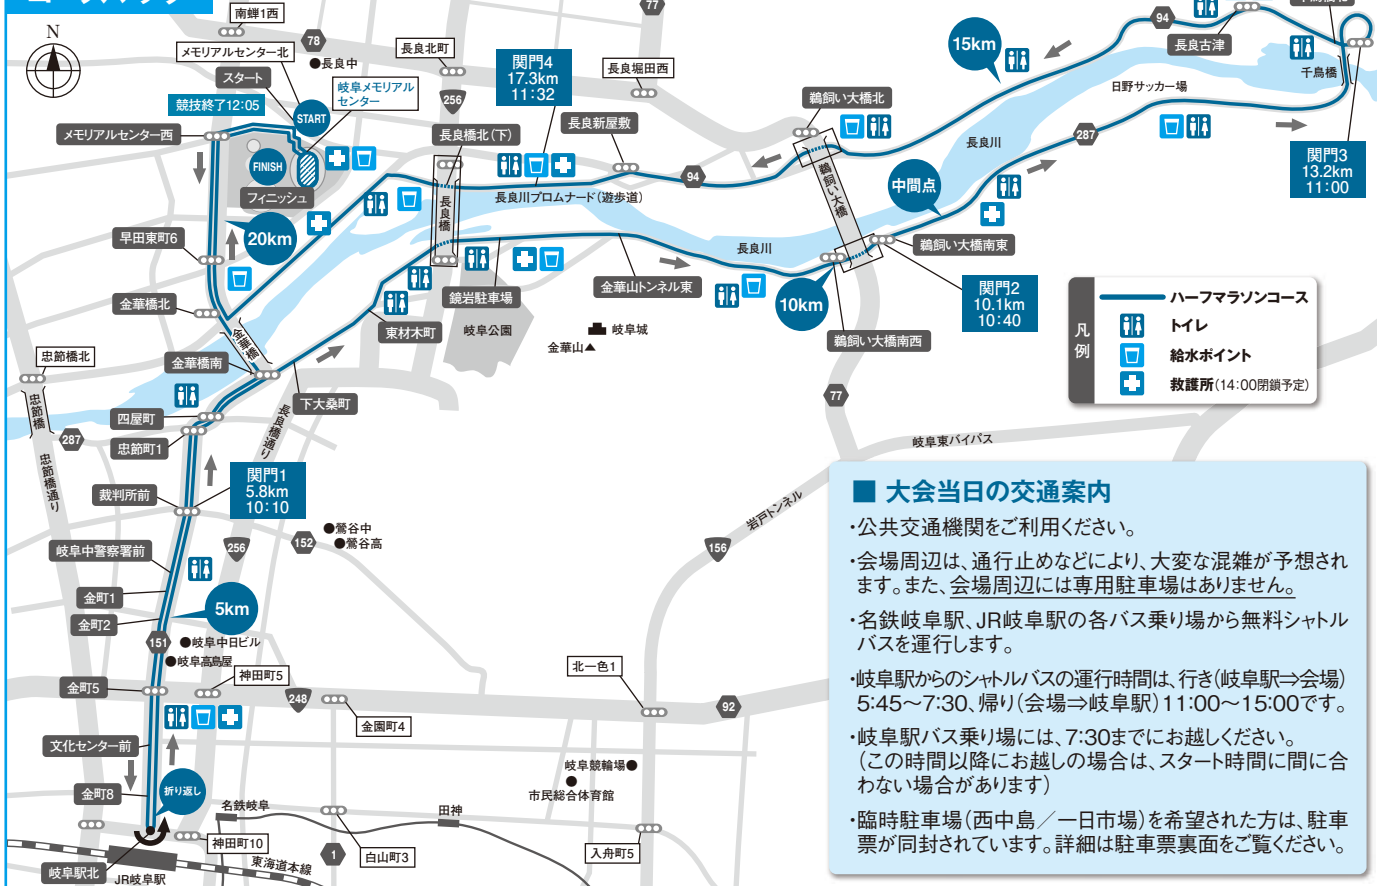 コースマップ
N
南蝉1西
78
長良中
77
長良北町
256
関門4
17.3km
11:32
長良堀田西
15km
94
長良古津
千鳥橋
日野サッカー場
メモリアルセンター北
スタート
競技終了12:05
START
岐阜メモリアル
センター
メモリアルセンター西
FINISH
フィニッシュ
長良橋北(下)
長良新屋敷
鵜飼い大橋北
長良川
287
関門3
13.2km
11:00
94
長良川プロムナード(遊歩道)
鵜飼い大橋
中間点
長良橋
早田東町6
20km
長良川
鵜飼い大橋南東
金華橋北
金華橋
鏡岩駐車場
金華山トンネル東
10km
関門2
10.1km
10:40
東材木町
岐阜公園
岐阜城
金華山▲
鵜飼い大橋南西
凡例
ハーフマラソンコース
トイレ
給水ポイント
救護所(14:00閉鎖予定)
忠節橋北
忠節橋
金華橋南
下大桑町
四屋町
忠節町1
287
忠節橋通り
長良橋通り
77
岐阜東バイパス
関門1
5.8km
10:10
裁判所前
岩戸トンネル
鶯谷中
鶯谷高
152
256
156
岐阜中警察署前
金町1
金町2
5km
151
岐阜中日ビル
岐阜高島屋
金町5
神田町5
248
金園町4
北一色1
92
文化センター前
金町8
折り返し
名鉄岐阜
田神
岐阜競輪場
市民総合体育館
神田町10
1
白山町3
入舟町5
岐阜駅北
JR岐阜駅
東海道本線
■ 大会当日の交通案内
・公共交通機関をご利用ください。
・会場周辺は、通行止めなどにより、大変な混雑が予想され
ます。また、会場周辺には専用駐車場はありません。
・名鉄岐阜駅、JR岐阜駅の各バス乗り場から無料シャトル
バスを運行します。
・岐阜駅からのシャトルバスの運行時間は、行き(岐阜駅⇒会場)
5:45〜7:30、帰り(会場⇒岐阜駅)11:00〜15:00です。
・岐阜駅バス乗り場には、7:30までにお越しください。
(この時間以降にお越しの場合は、スタート時間に間に合
わない場合があります)
・臨時駐車場(西中島／一日市場)を希望された方は、駐車
票が同封されています。詳細は駐車票裏面をご覧ください。